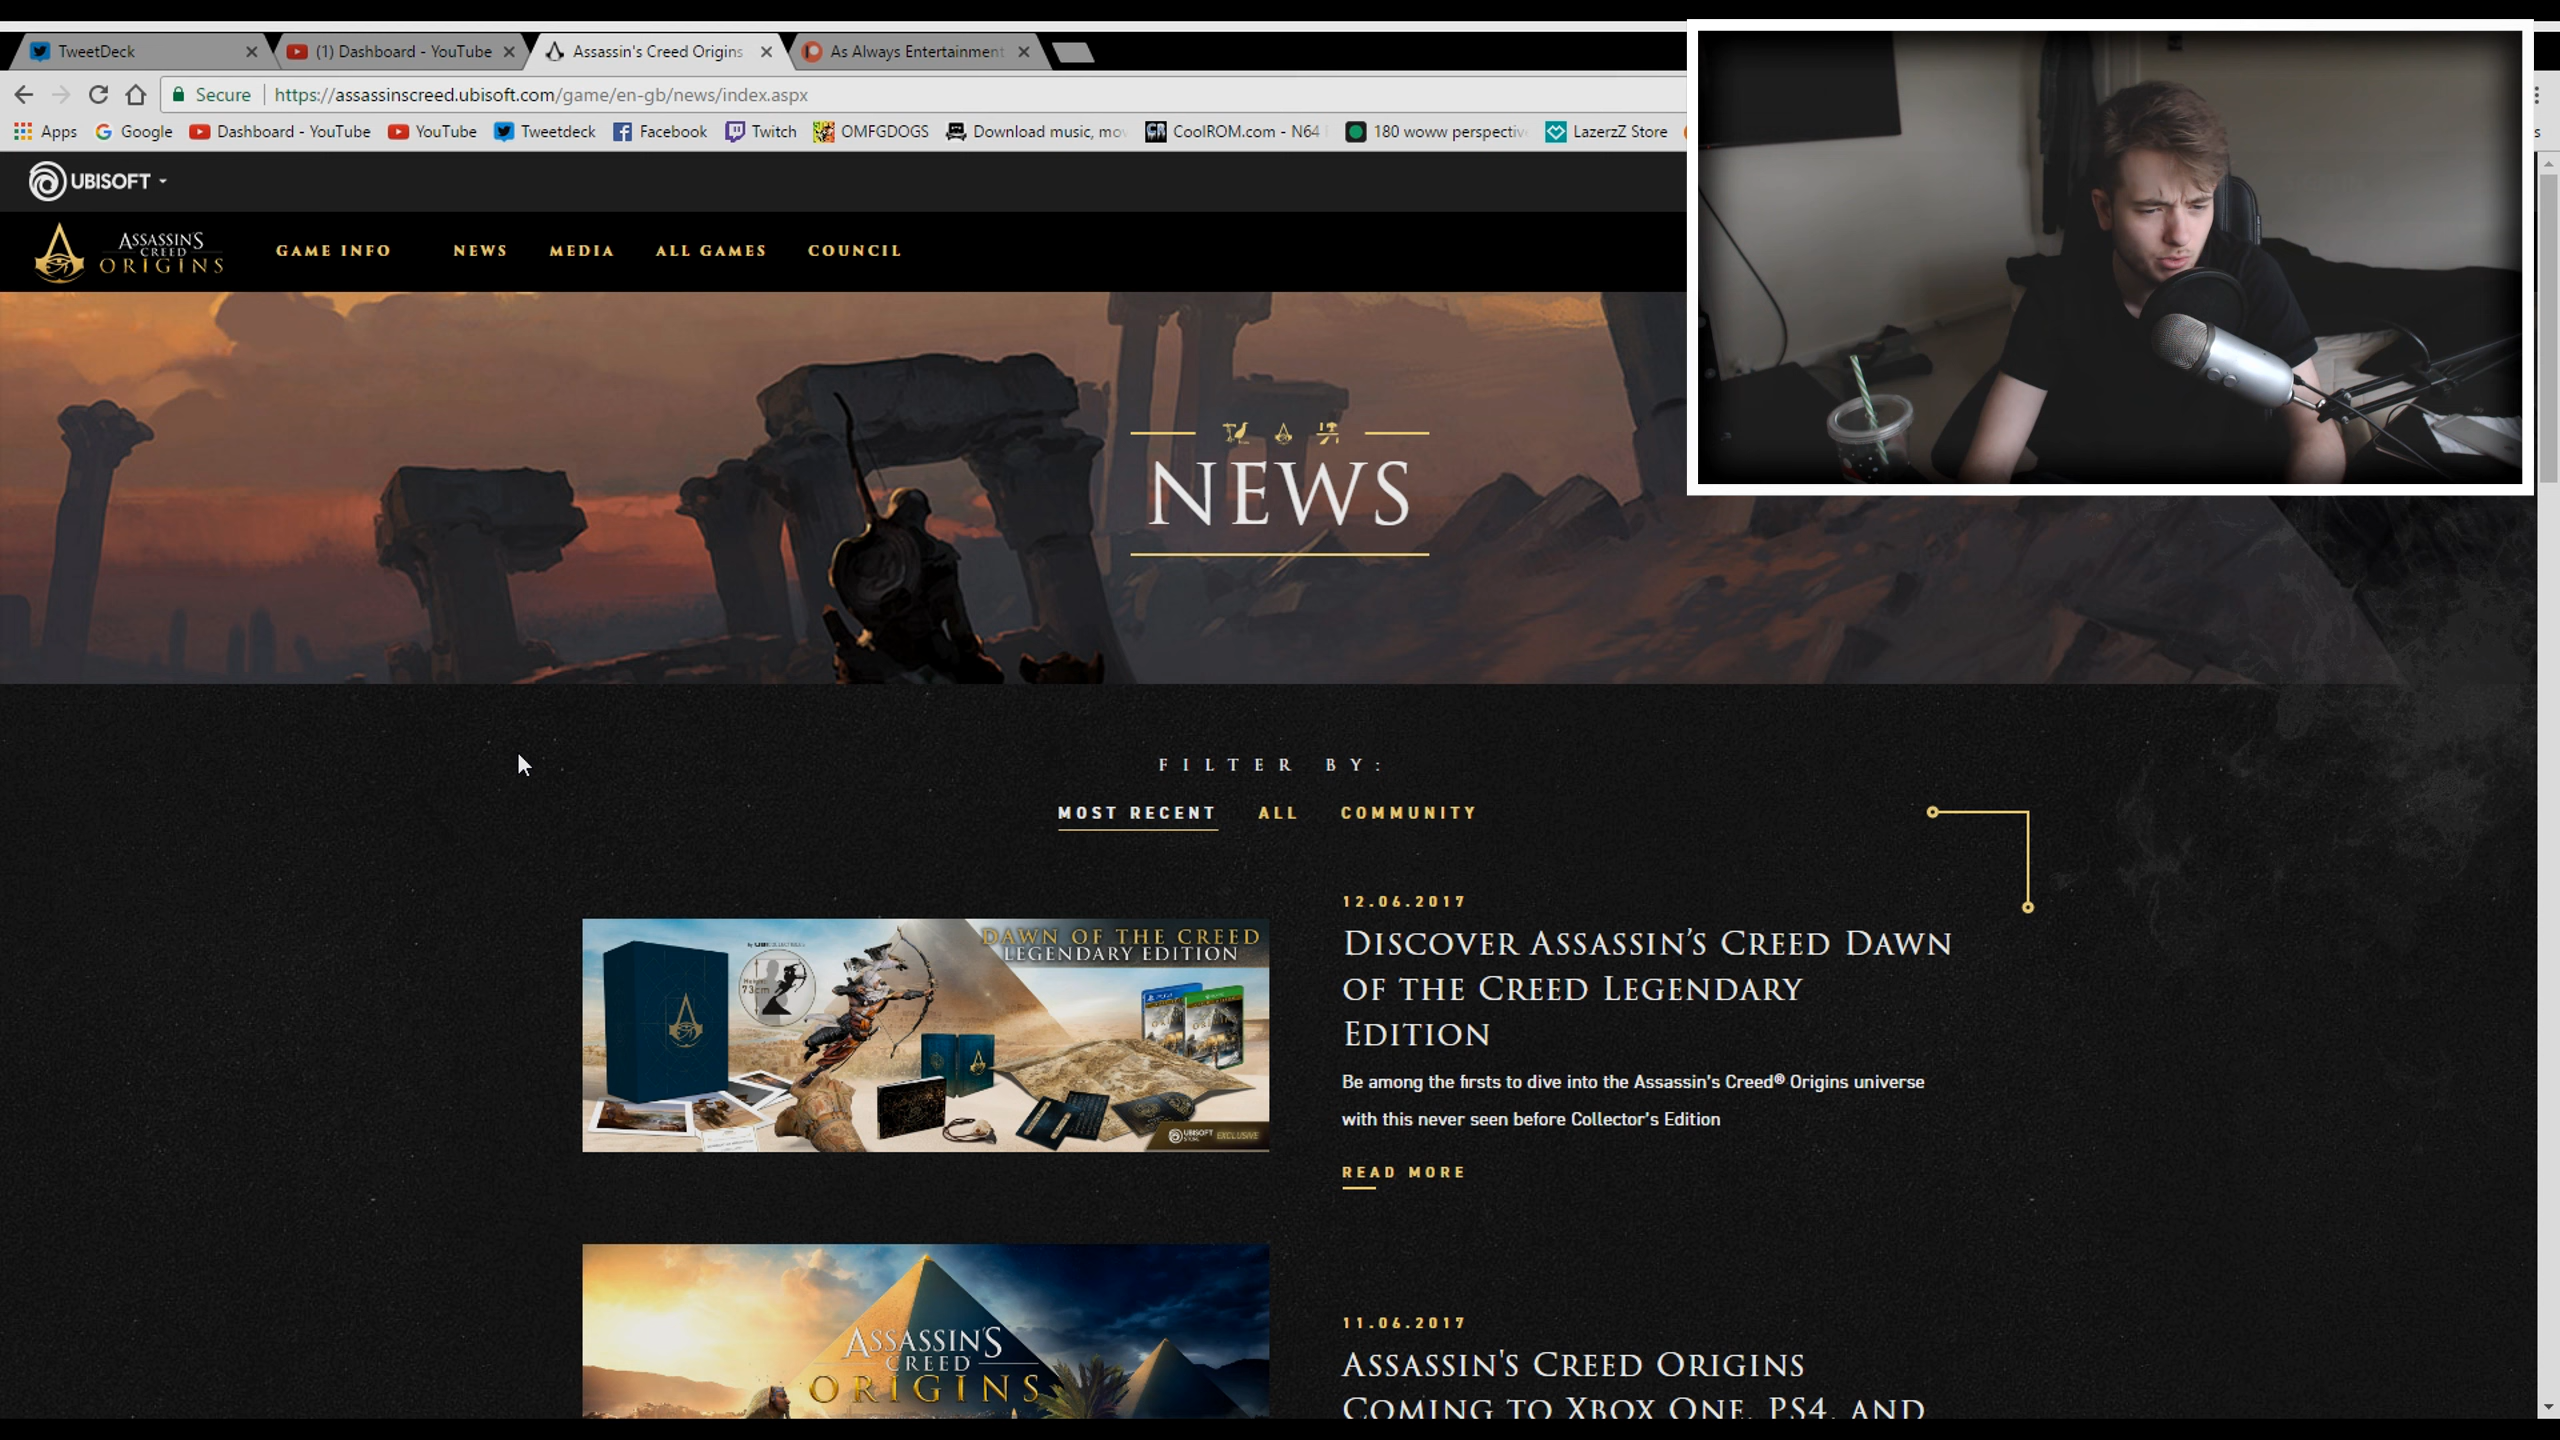 TweetDeck
(1) Dashboard - YouTube
Assassin's Creed Origins
As Always Entertainment
Secure
https://assassinscreed.ubisoft.com/game/en-gb/news/index.aspx
Apps
Google
Dashboard - YouTube
YouTube
Tweetdeck
Facebook
Twitch
OMFGDOGS
Download music, mov
CoolROM.com - N64
180 woww perspectiv
LazerzZ Store
s
UBISOFT
ASSASSIN'S
CREED
ORIGINS
GAME INFO
NEWS
MEDIA
ALL GAMES
COUNCIL
NEWS
FILTER BY:
MOST RECENT
ALL
COMMUNITY
DAWN OF THE CREED
LEGENDARY EDITION
73cm
UBISOFT
STORE
EXCLUSIVE
12.06.2017
DISCOVER ASSASSIN'S CREED DAWN
OF THE CREED LEGENDARY
EDITION
Be among the firsts to dive into the Assassin's Creed® Origins universe
with this never seen before Collector's Edition
READ MORE
ASSASSIN'S
CREED
ORIGINS
11.06.2017
ASSASSIN'S CREED ORIGINS
COMING TO XBOX ONE, PS4, AND